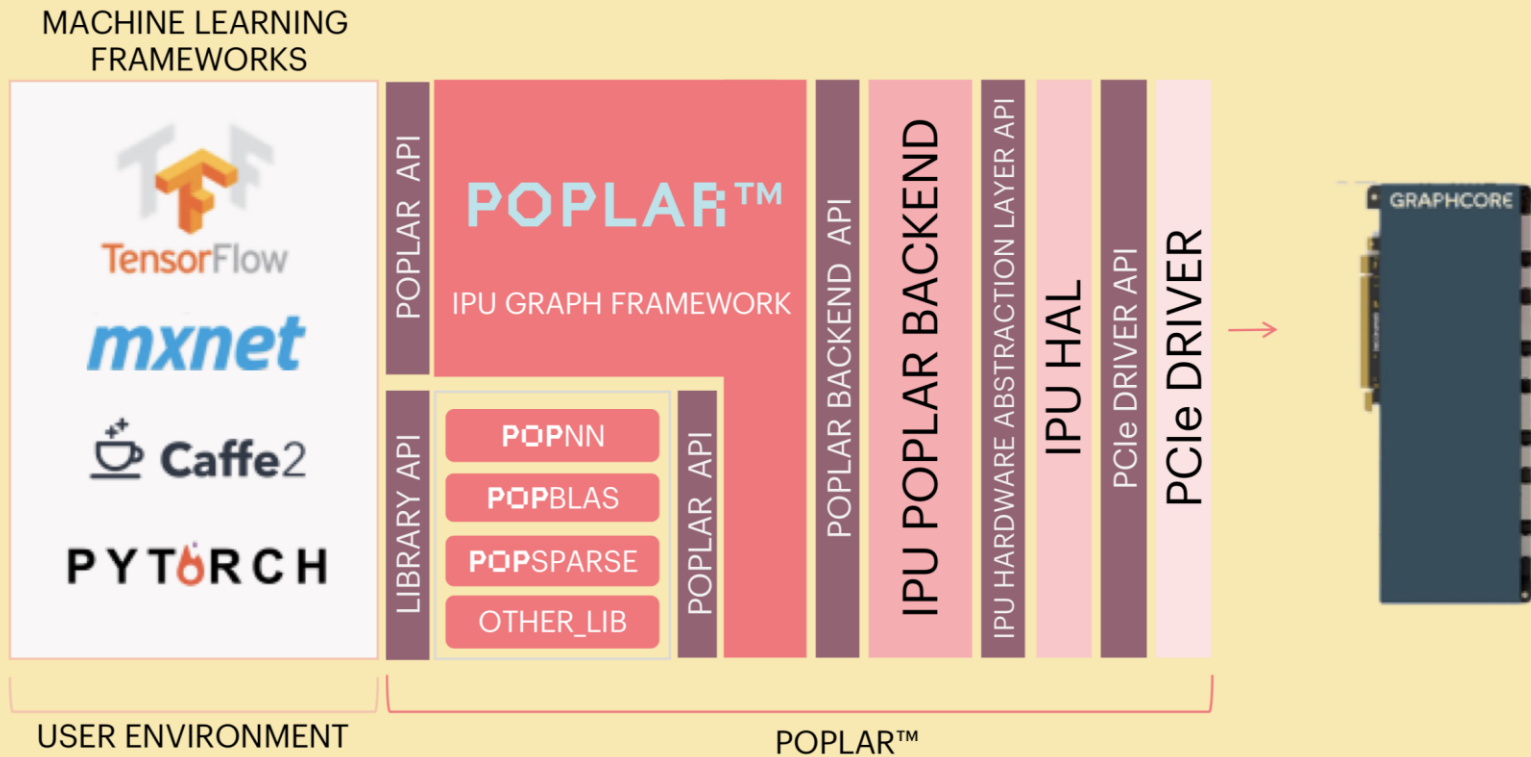 MACHINE LEARNING
FRAMEWORKS
TensorFlow
mxnet
Caffe2
PYTORCH
USER ENVIRONMENT
POPLAR API
LIBRARY API
POPLAR™
IPU GRAPH FRAMEWORK
POPNN
POPBLAS
POPSPARSE
OTHER_LIB
POPLAR API
POPLAR BACKEND API
IPU POPLAR BACKEND
IPU HARDWARE ABSTRACTION LAYER API
IPU HAL
PCIe DRIVER API
PCIe DRIVER
POPLAR™
GRAPHCORE